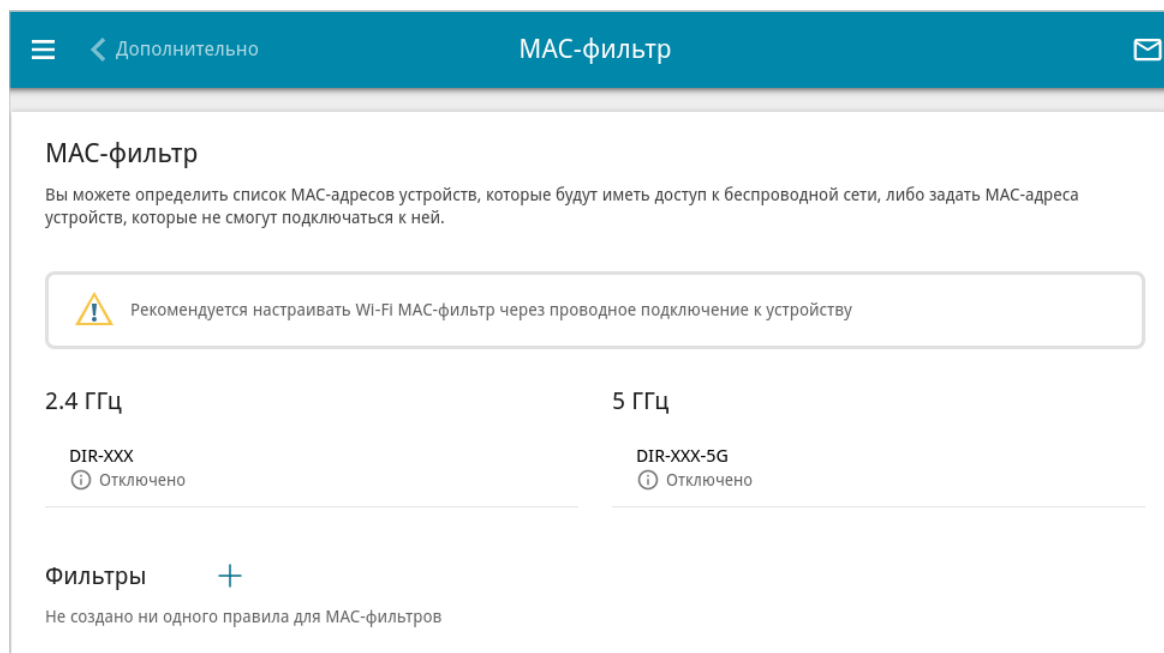 Дополнительно
MAC-фильтр
MAC-фильтр
Вы можете определить список MAC-адресов устройств, которые будут иметь доступ к беспроводной сети, либо задать MAC-адреса
устройств, которые не смогут подключаться к ней.
Рекомендуется настраивать Wi-Fi MAC-фильтр через проводное подключение к устройству
2.4 ГГц
5 ГГц
DIR-XXX
DIR-XXX-5G
Отключено
Отключено
Фильтры
Не создано ни одного правила для MAC-фильтров